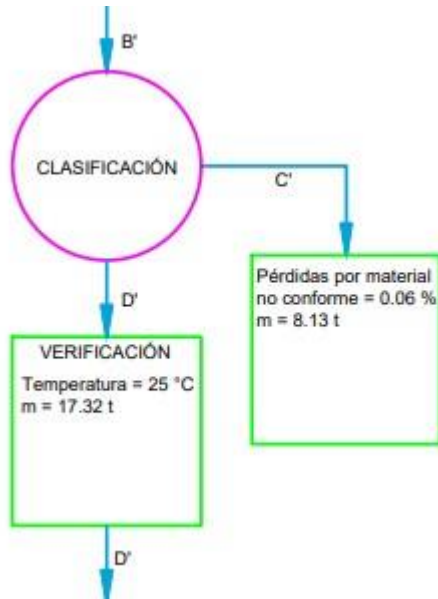 B'
CLASIFICACIÓN
C'
D'
Pérdidas por material
no conforme = 0.06 %
m = 8.13 t
VERIFICACIÓN
Temperatura = 25 °C
m = 17.32 t
D'